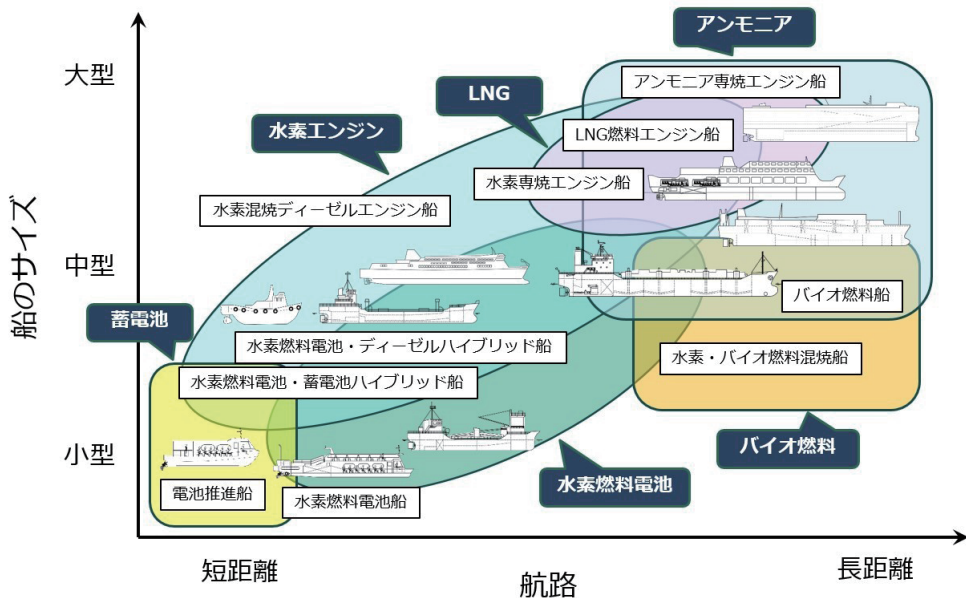 アンモニア
大型
アンモニア専焼エンジン船
LNG
LNG燃料エンジン船
水素エンジン
水素専焼エンジン船
水素混焼ディーゼルエンジン船
船のサイズ
中型
バイオ燃料船
蓄電池
水素燃料電池・ディーゼルハイブリッド船
水素・バイオ燃料混焼船
水素燃料電池・蓄電池ハイブリッド船
小型
バイオ燃料
水素燃料電池
電池推進船
水素燃料電池船
短距離
航路
長距離